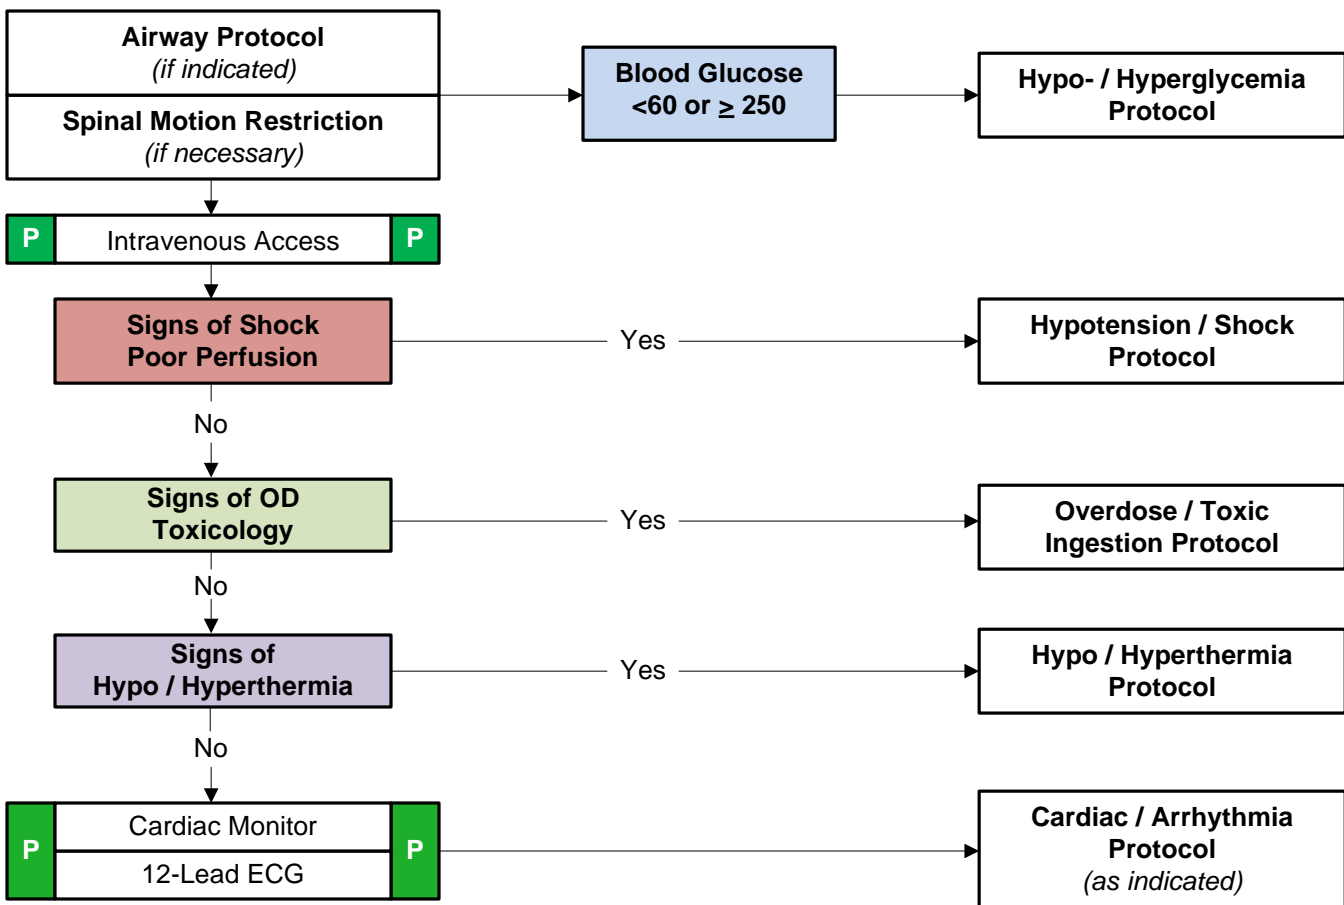 Airway Protocol
(if indicated)
Spinal Motion Restriction
(if necessary)
Blood Glucose
<60 or ≥ 250
Hypo- / Hyperglycemia
Protocol
P
Intravenous Access
P
Signs of Shock
Poor Perfusion
Yes
Hypotension / Shock
Protocol
No
Signs of OD
Toxicology
Yes
Overdose / Toxic
Ingestion Protocol
No
Signs of
Hypo / Hyperthermia
Yes
Hypo / Hyperthermia
Protocol
No
P
Cardiac Monitor
12-Lead ECG
P
Cardiac / Arrhythmia
Protocol
(as indicated)